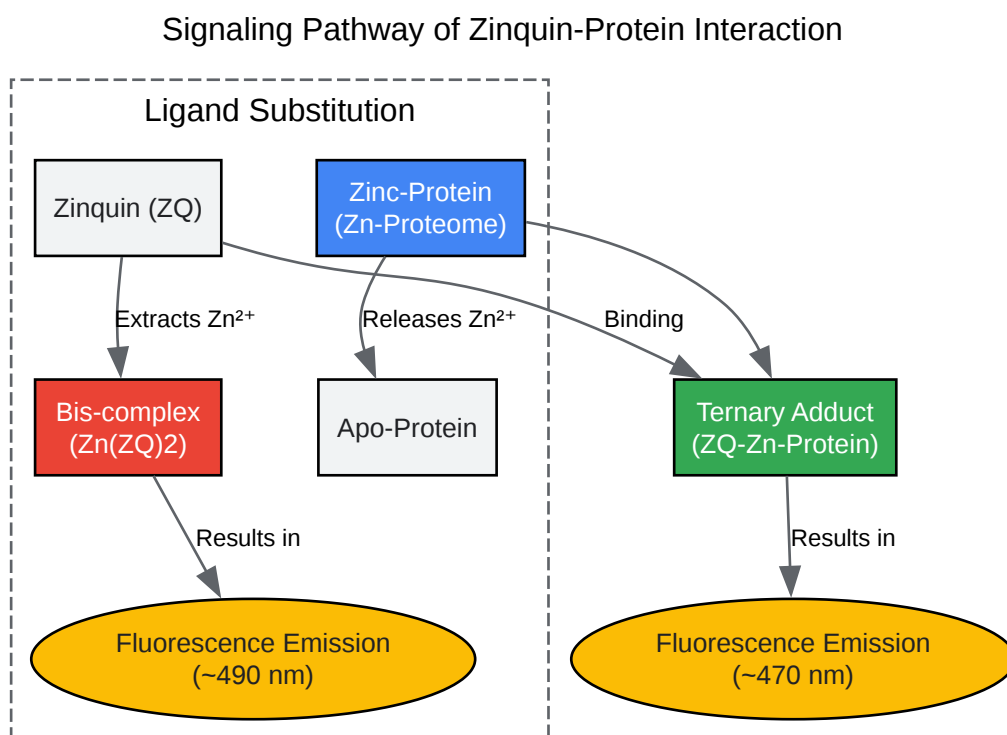 Signaling Pathway of Zinquin-Protein Interaction
Ligand Substitution
Zinquin (ZQ)
Zinc-Protein
(Zn-Proteome)
Extracts Zn²⁺
Releases Zn²⁺
Binding
Bis-complex
(Zn(ZQ)2)
Apo-Protein
Ternary Adduct
(ZQ-Zn-Protein)
Results in
Results in
Fluorescence Emission
(~490 nm)
Fluorescence Emission
(~470 nm)